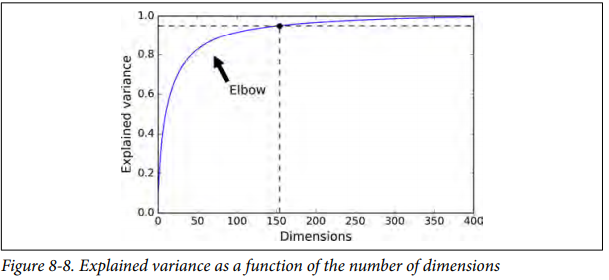 1.0
0.8
0.6
0.4
0.2
0.0
Explained variance
Elbow
0 50 100 150 200 250 300 350 400
Dimensions
Figure 8-8. Explained variance as a function of the number of dimensions